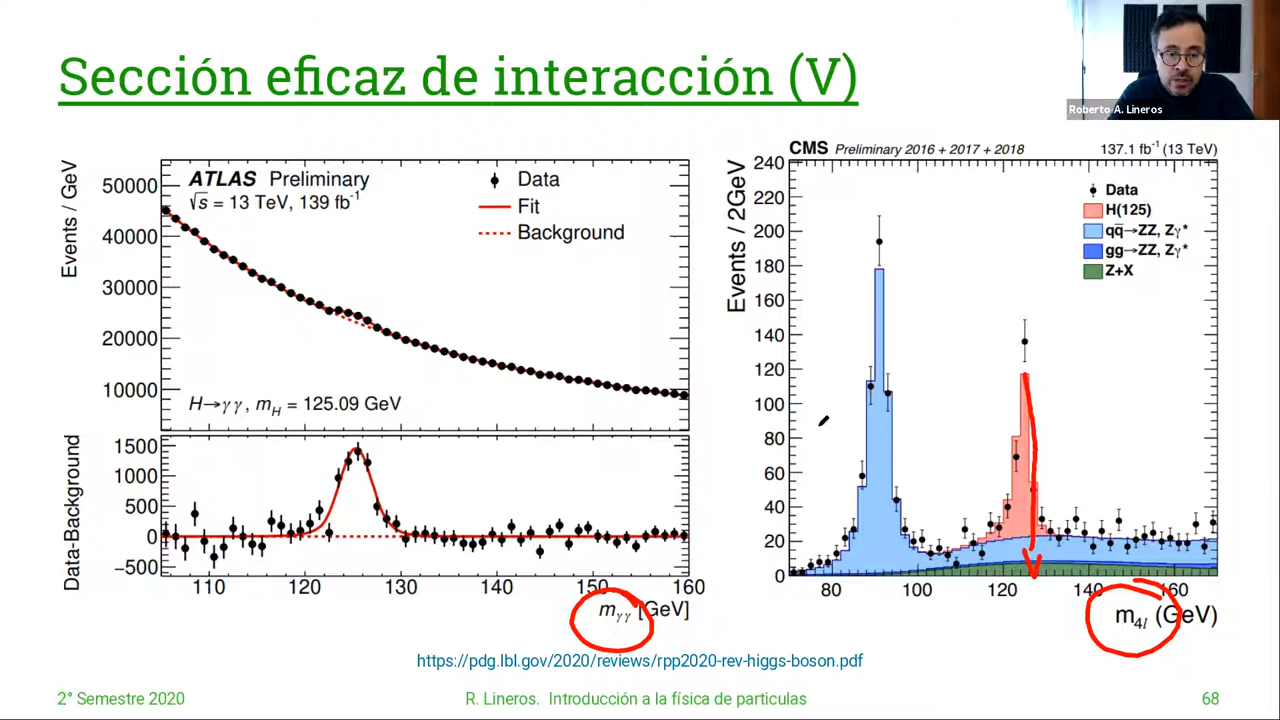 Sección eficaz de interacción (V)
Roberto A. Lineros
Events / GeV
50000
40000
30000
20000
10000
ATLAS Preliminary
√s = 13 TeV, 139 fb⁻¹
Data
Fit
Background
H→γγ, m_H = 125.09 GeV
Data-Background
1500
1000
500
0
−500
110 120 130 140 150 160
m_γγ [GeV]
CMS Preliminary 2016 + 2017 + 2018 137.1 fb⁻¹ (13 TeV)
Events / 2GeV
240
220
200
180
160
140
120
100
80
60
40
20
0
Data
H(125)
qq̄→ZZ, Zγ*
gg→ZZ, Zγ*
Z+X
80 100 120 140 160
m_4l (GeV)
https://pdg.lbl.gov/2020/reviews/rpp2020-rev-higgs-boson.pdf
2° Semestre 2020 R. Lineros. Introducción a la física de particulas 68